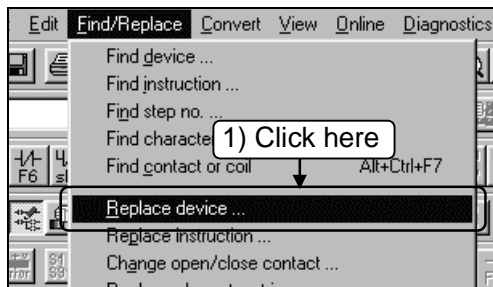 Edit Find/Replace Convert View Online Diagnostics
Find device ...
Find instruction ...
Find step no. ...
Find character
1) Click here
Find contact or coil Alt+Ctrl+F7
F6
Replace device ...
Replace instruction ...
Change open/close contact ...